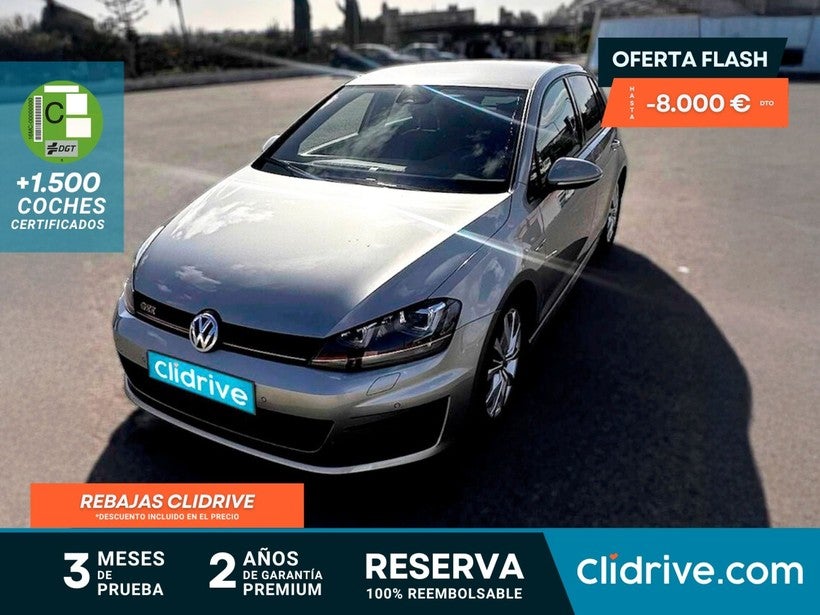 C
DGT
+1.500
COCHES
CERTIFICADOS
OFERTA FLASH
HASTA
-8.000 € DTO
GTI
clidrive
REBAJAS CLIDRIVE
*DESCUENTO INCLUIDO EN EL PRECIO
3 MESES
DE
PRUEBA
2 AÑOS
DE GARANTÍA
PREMIUM
RESERVA
100% REEMBOLSABLE
Clidrive.com